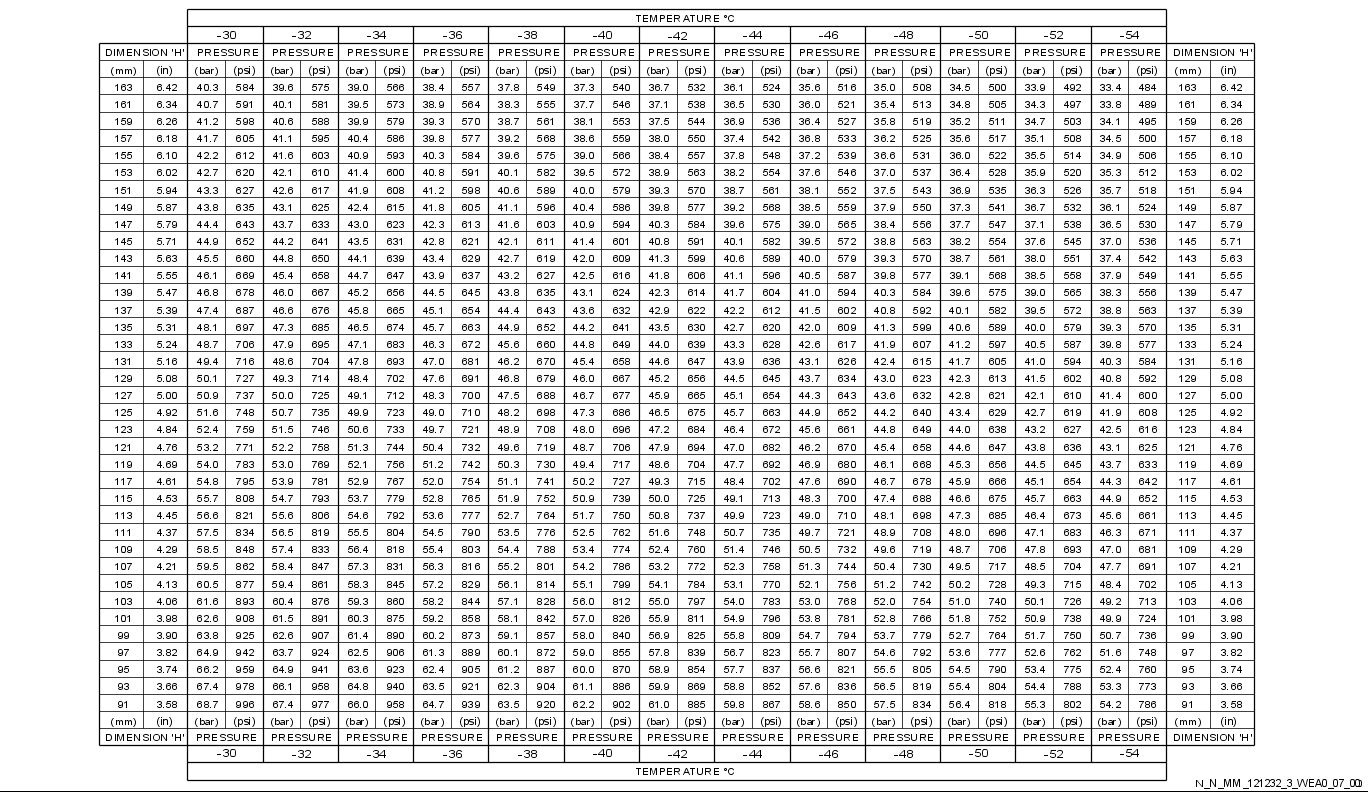 TEMPERATURE °C
-30 -32 -34 -36 -38 -40 -42 -44 -46 -48 -50 -52 -54
DIMENSION 'H' PRESSURE PRESSURE PRESSURE PRESSURE PRESSURE PRESSURE PRESSURE PRESSURE PRESSURE PRESSURE PRESSURE PRESSURE PRESSURE DIMENSION 'H'
(mm) (in) (bar) (psi) (bar) (psi) (bar) (psi) (bar) (psi) (bar) (psi) (bar) (psi) (bar) (psi) (bar) (psi) (bar) (psi) (bar) (psi) (bar) (psi) (bar) (psi) (bar) (psi) (mm) (in)
163 6.42 40.3 584 39.6 575 39.0 566 38.4 557 37.8 549 37.3 540 36.7 532 36.1 524 35.6 516 35.0 508 34.5 500 33.9 492 33.4 484 163 6.42
161 6.34 40.7 591 40.1 581 39.5 573 38.9 564 38.3 555 37.7 546 37.1 538 36.5 530 36.0 521 35.4 513 34.8 505 34.3 497 33.8 489 161 6.34
159 6.26 41.2 598 40.6 588 39.9 579 39.3 570 38.7 561 38.1 553 37.5 544 36.9 536 36.4 527 35.8 519 35.2 511 34.7 503 34.1 495 159 6.26
157 6.18 41.7 605 41.1 595 40.4 586 39.8 577 39.2 568 38.6 559 38.0 550 37.4 542 36.8 533 36.2 525 35.6 517 35.1 508 34.5 500 157 6.18
155 6.10 42.2 612 41.6 603 40.9 593 40.3 584 39.6 575 39.0 566 38.4 557 37.8 548 37.2 539 36.6 531 36.0 522 35.5 514 34.9 506 155 6.10
153 6.02 42.7 620 42.1 610 41.4 600 40.8 591 40.1 582 39.5 572 38.9 563 38.2 554 37.6 546 37.0 537 36.4 528 35.9 520 35.3 512 153 6.02
151 5.94 43.3 627 42.6 617 41.9 608 41.2 598 40.6 589 40.0 579 39.3 570 38.7 561 38.1 552 37.5 543 36.9 535 36.3 526 35.7 518 151 5.94
149 5.87 43.8 635 43.1 625 42.4 615 41.8 605 41.1 596 40.4 586 39.8 577 39.2 568 38.5 559 37.9 550 37.3 541 36.7 532 36.1 524 149 5.87
147 5.79 44.4 643 43.7 633 43.0 623 42.3 613 41.6 603 40.9 594 40.3 584 39.6 575 39.0 565 38.4 556 37.7 547 37.1 538 36.5 530 147 5.79
145 5.71 44.9 652 44.2 641 43.5 631 42.8 621 42.1 611 41.4 601 40.8 591 40.1 582 39.5 572 38.8 563 38.2 554 37.6 545 37.0 536 145 5.71
143 5.63 45.5 660 44.8 650 44.1 639 43.4 629 42.7 619 42.0 609 41.3 599 40.6 589 40.0 579 39.3 570 38.7 561 38.0 551 37.4 542 143 5.63
141 5.55 46.1 669 45.4 658 44.7 647 43.9 637 43.2 627 42.5 616 41.8 606 41.1 596 40.5 587 39.8 577 39.1 568 38.5 558 37.9 549 141 5.55
139 5.47 46.8 678 46.0 667 45.2 656 44.5 645 43.8 635 43.1 624 42.3 614 41.7 604 41.0 594 40.3 584 39.6 575 39.0 565 38.3 556 139 5.47
137 5.39 47.4 687 46.6 676 45.8 665 45.1 654 44.4 643 43.6 632 42.9 622 42.2 612 41.5 602 40.8 592 40.1 582 39.5 572 38.8 563 137 5.39
135 5.31 48.1 697 47.3 685 46.5 674 45.7 663 44.9 652 44.2 641 43.5 630 42.7 620 42.0 609 41.3 599 40.6 589 40.0 579 39.3 570 135 5.31
133 5.24 48.7 706 47.9 695 47.1 683 46.3 672 45.6 660 44.8 649 44.0 639 43.3 628 42.6 617 41.9 607 41.2 597 40.5 587 39.8 577 133 5.24
131 5.16 49.4 716 48.6 704 47.8 693 47.0 681 46.2 670 45.4 658 44.6 647 43.9 636 43.1 626 42.4 615 41.7 605 41.0 594 40.3 584 131 5.16
129 5.08 50.1 727 49.3 714 48.4 702 47.6 691 46.8 679 46.0 667 45.2 656 44.5 645 43.7 634 43.0 623 42.3 613 41.5 602 40.8 592 129 5.08
127 5.00 50.9 737 50.0 725 49.1 712 48.3 700 47.5 688 46.7 677 45.9 665 45.1 654 44.3 643 43.6 632 42.8 621 42.1 610 41.4 600 127 5.00
125 4.92 51.6 748 50.7 735 49.9 723 49.0 710 48.2 698 47.3 686 46.5 675 45.7 663 44.9 652 44.2 640 43.4 629 42.7 619 41.9 608 125 4.92
123 4.84 52.4 759 51.5 746 50.6 733 49.7 721 48.9 708 48.0 696 47.2 684 46.4 672 45.6 661 44.8 649 44.0 638 43.2 627 42.5 616 123 4.84
121 4.76 53.2 771 52.2 758 51.3 744 50.4 732 49.6 719 48.7 706 47.9 694 47.0 682 46.2 670 45.4 658 44.6 647 43.8 636 43.1 625 121 4.76
119 4.69 54.0 783 53.0 769 52.1 756 51.2 742 50.3 730 49.4 717 48.6 704 47.7 692 46.9 680 46.1 668 45.3 656 44.5 645 43.7 633 119 4.69
117 4.61 54.8 795 53.9 781 52.9 767 52.0 754 51.1 741 50.2 727 49.3 715 48.4 702 47.6 690 46.7 678 45.9 666 45.1 654 44.3 642 117 4.61
115 4.53 55.7 808 54.7 793 53.7 779 52.8 765 51.9 752 50.9 739 50.0 725 49.1 713 48.3 700 47.4 688 46.6 675 45.7 663 44.9 652 115 4.53
113 4.45 56.6 821 55.6 806 54.6 792 53.6 777 52.7 764 51.7 750 50.8 737 49.9 723 49.0 710 48.1 698 47.3 685 46.4 673 45.6 661 113 4.45
111 4.37 57.5 834 56.5 819 55.5 804 54.5 790 53.5 776 52.5 762 51.6 748 50.7 735 49.7 721 48.9 708 48.0 696 47.1 683 46.3 671 111 4.37
109 4.29 58.5 848 57.4 833 56.4 818 55.4 803 54.4 788 53.4 774 52.4 760 51.4 746 50.5 732 49.6 719 48.7 706 47.8 693 47.0 681 109 4.29
107 4.21 59.5 862 58.4 847 57.3 831 56.3 816 55.2 801 54.2 786 53.2 772 52.3 758 51.3 744 50.4 730 49.5 717 48.5 704 47.7 691 107 4.21
105 4.13 60.5 877 59.4 861 58.3 845 57.2 829 56.1 814 55.1 799 54.1 784 53.1 770 52.1 756 51.2 742 50.2 728 49.3 715 48.4 702 105 4.13
103 4.06 61.6 893 60.4 876 59.3 860 58.2 844 57.1 828 56.0 812 55.0 797 54.0 783 53.0 768 52.0 754 51.0 740 50.1 726 49.2 713 103 4.06
101 3.98 62.6 908 61.5 891 60.3 875 59.2 858 58.1 842 57.0 826 55.9 811 54.9 796 53.8 781 52.8 766 51.8 752 50.9 738 49.9 724 101 3.98
99 3.90 63.8 925 62.6 907 61.4 890 60.2 873 59.1 857 58.0 840 56.9 825 55.8 809 54.7 794 53.7 779 52.7 764 51.7 750 50.7 736 99 3.90
97 3.82 64.9 942 63.7 924 62.5 906 61.3 889 60.1 872 59.0 855 57.8 839 56.7 823 55.7 807 54.6 792 53.6 777 52.6 762 51.6 748 97 3.82
95 3.74 66.2 959 64.9 941 63.6 923 62.4 905 61.2 887 60.0 870 58.9 854 57.7 837 56.6 821 55.5 805 54.5 790 53.4 775 52.4 760 95 3.74
93 3.66 67.4 978 66.1 958 64.8 940 63.5 921 62.3 904 61.1 886 59.9 869 58.8 852 57.6 836 56.5 819 55.4 804 54.4 788 53.3 773 93 3.66
91 3.58 68.7 996 67.4 977 66.0 958 64.7 939 63.5 920 62.2 902 61.0 885 59.8 867 58.6 850 57.5 834 56.4 818 55.3 802 54.2 786 91 3.58
(mm) (in) (bar) (psi) (bar) (psi) (bar) (psi) (bar) (psi) (bar) (psi) (bar) (psi) (bar) (psi) (bar) (psi) (bar) (psi) (bar) (psi) (bar) (psi) (bar) (psi) (bar) (psi) (mm) (in)
DIMENSION 'H' PRESSURE PRESSURE PRESSURE PRESSURE PRESSURE PRESSURE PRESSURE PRESSURE PRESSURE PRESSURE PRESSURE PRESSURE PRESSURE DIMENSION 'H'
-30 -32 -34 -36 -38 -40 -42 -44 -46 -48 -50 -52 -54
TEMPERATURE °C
N_N_MM_121232_3_WEA0_07_00